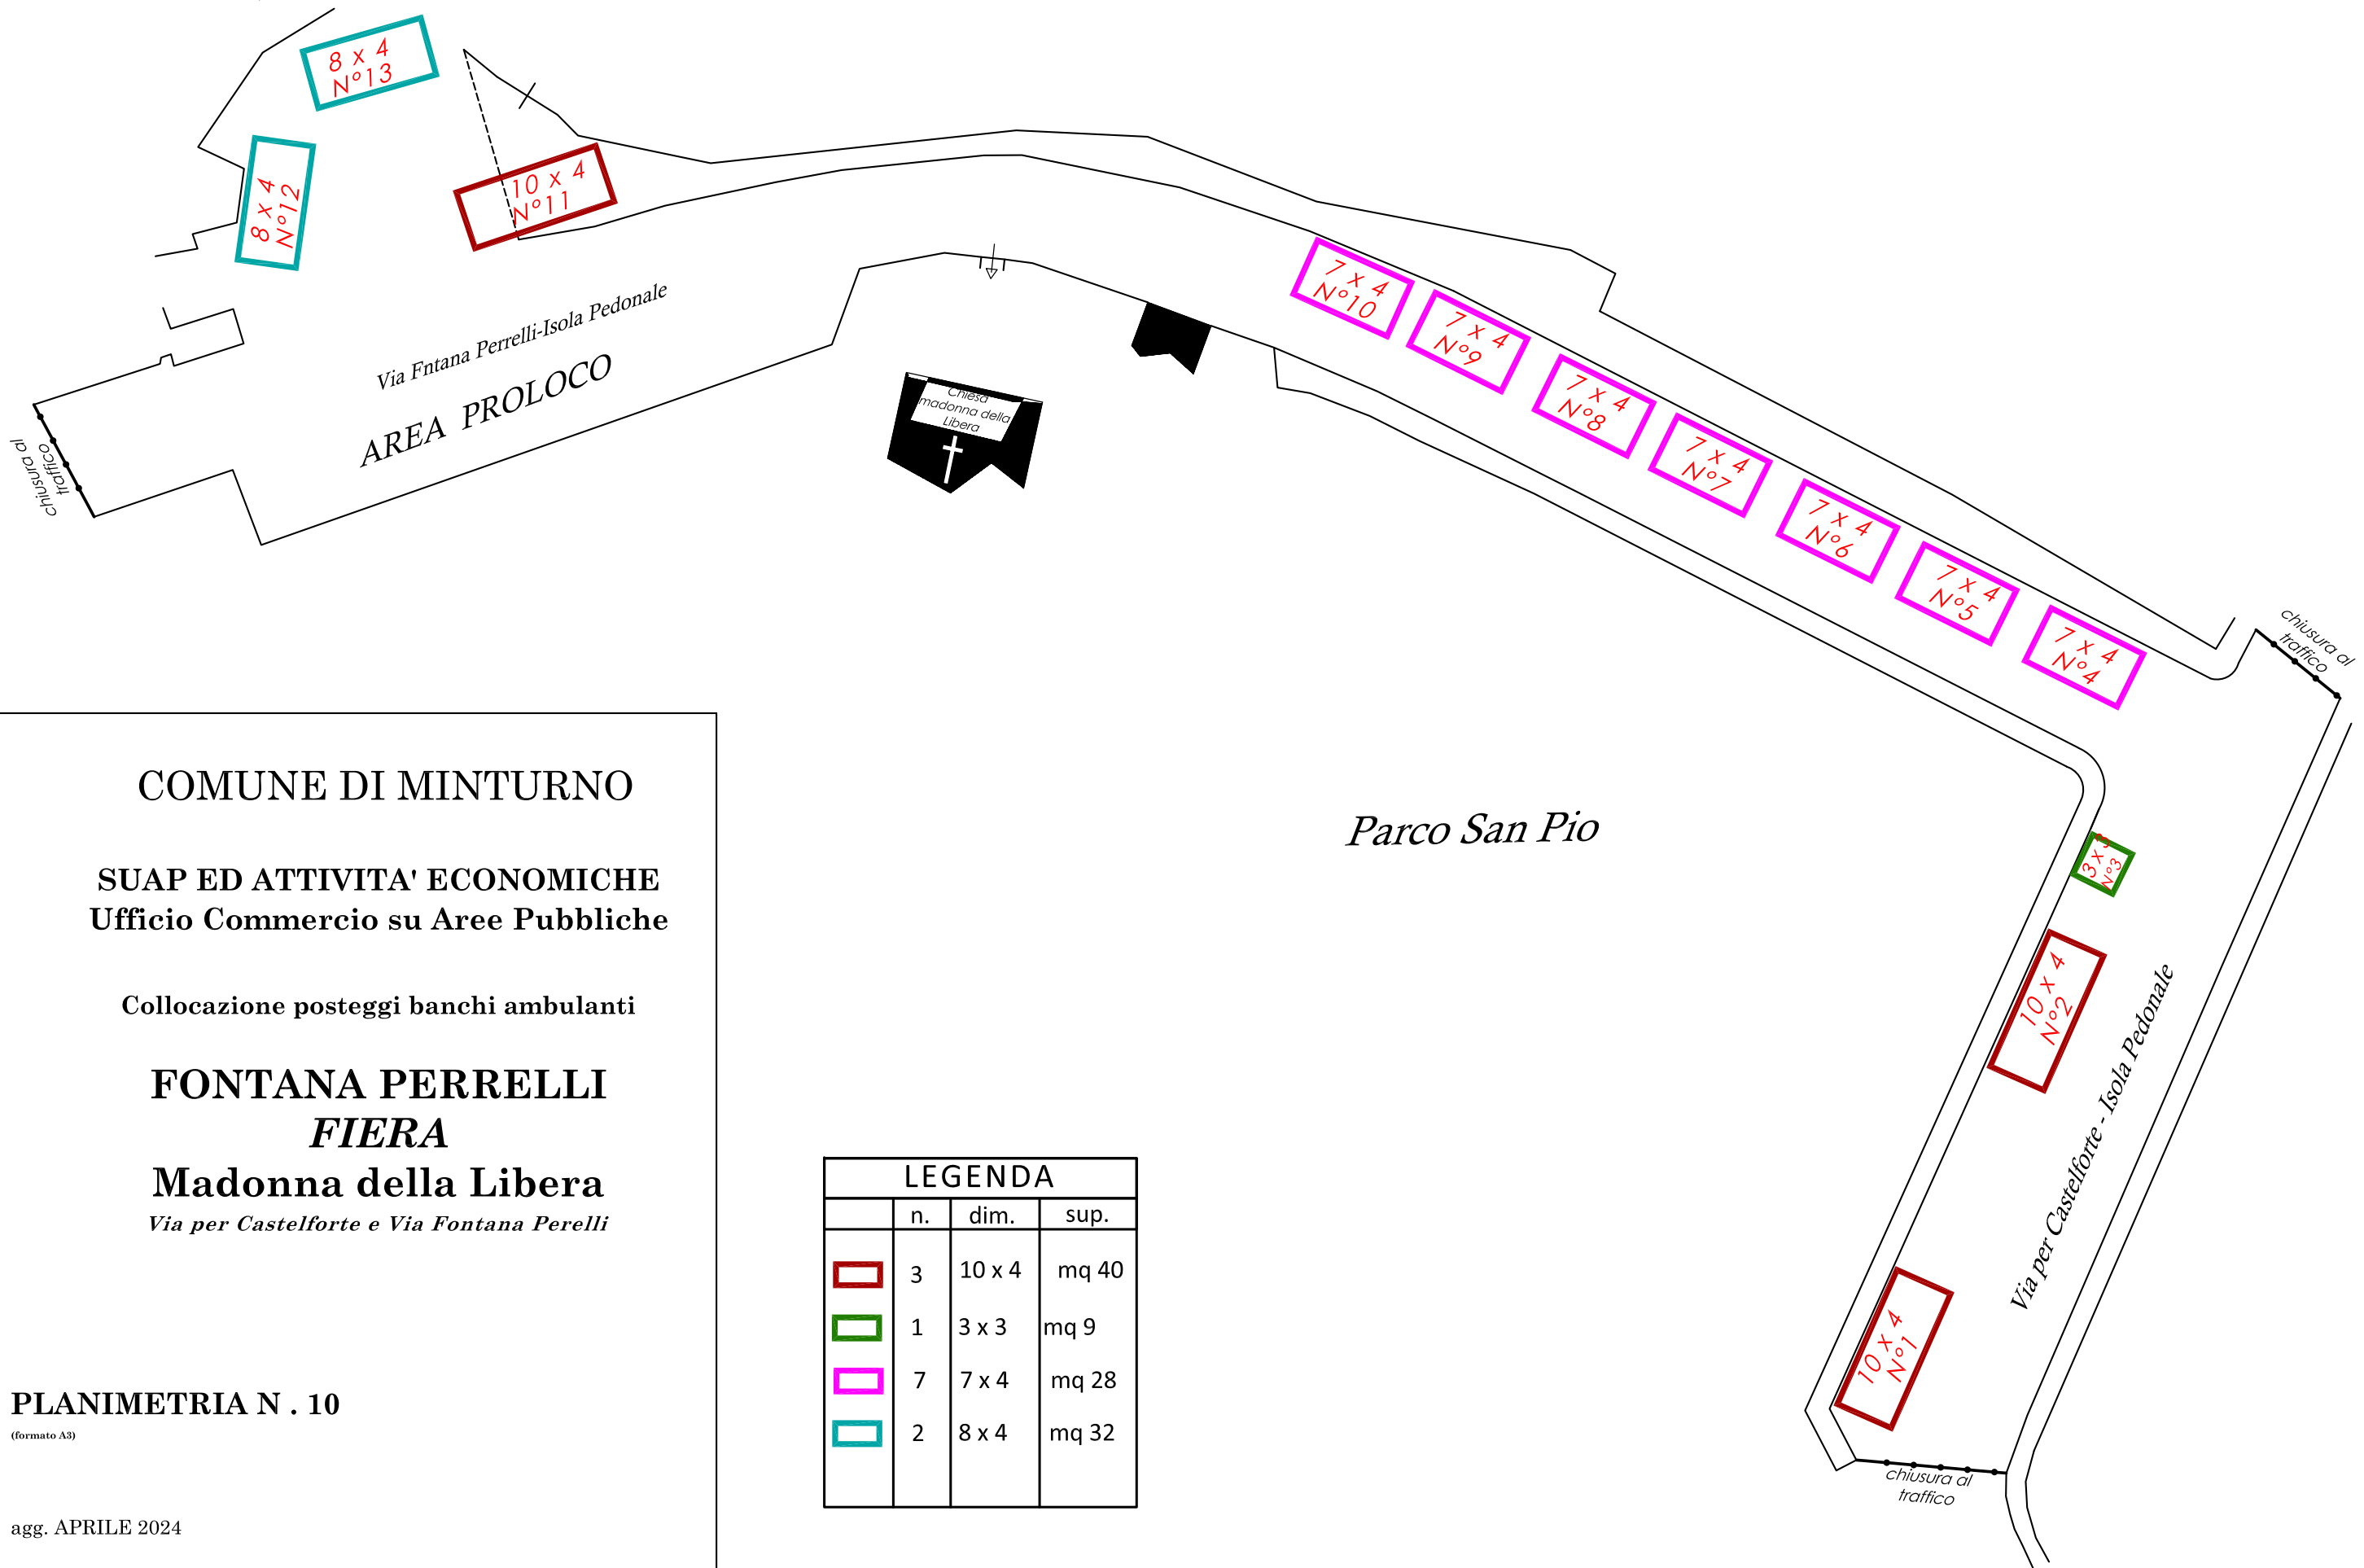 8 x 4
N°13
8 x 4
N°12
10 x 4
N°11
7 x 4
N°10
7 x 4
N°9
7 x 4
N°8
7 x 4
N°7
7 x 4
N°6
7 x 4
N°5
7 x 4
N°4
Via Fntana Perrelli-Isola Pedonale
AREA PROLOCO
chiusura al
traffico
Chiesa
madonna della
Libera
chiusura al
traffico
3 x 3
N°3
10 x 4
N°2
10 x 4
N°1
Via per Castelforte - Isola Pedonale
chiusura al
traffico
Parco San Pio
COMUNE DI MINTURNO
SUAP ED ATTIVITA' ECONOMICHE
Ufficio Commercio su Aree Pubbliche
Collocazione posteggi banchi ambulanti
FONTANA PERRELLI
FIERA
Madonna della Libera
Via per Castelforte e Via Fontana Perelli
PLANIMETRIA N . 10
(formato A3)
agg. APRILE 2024
LEGENDA
n. dim. sup.
3 10 x 4 mq 40
1 3 x 3 mq 9
7 7 x 4 mq 28
2 8 x 4 mq 32